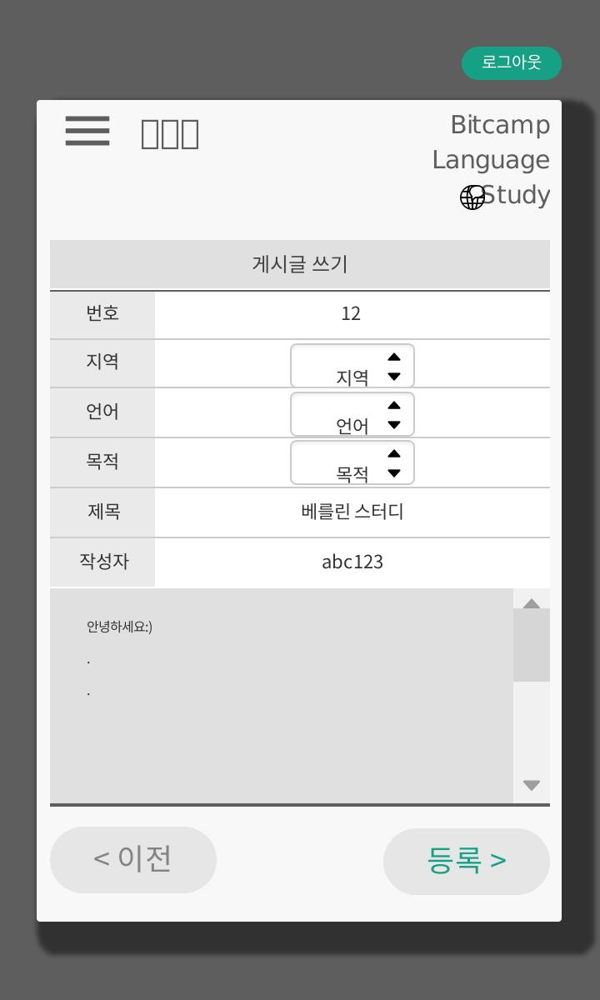 로그아웃
Bitcamp
Language
Study
게시글 쓰기
번호 12
지역 지역
언어 언어
목적 목적
제목 베를린 스터디
작성자 abc123
안녕하세요:)
.
.
< 이전 등록 >